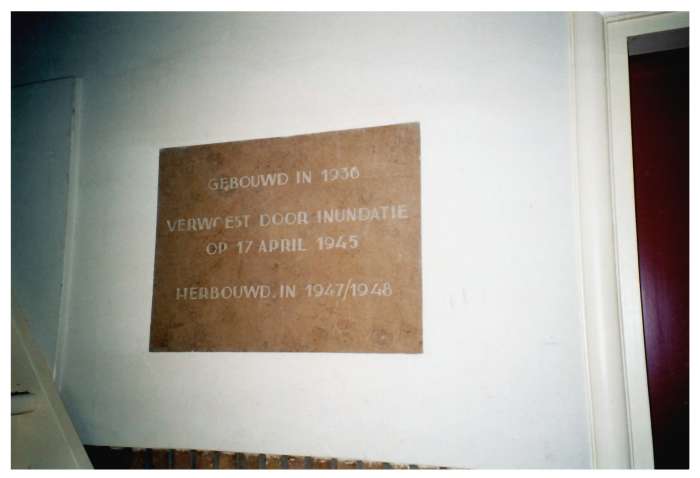 GEBOUWD IN 1936
VERWOEST DOOR INUNDATIE
OP 17 APRIL 1945
HERBOUWD. IN 1947/1948